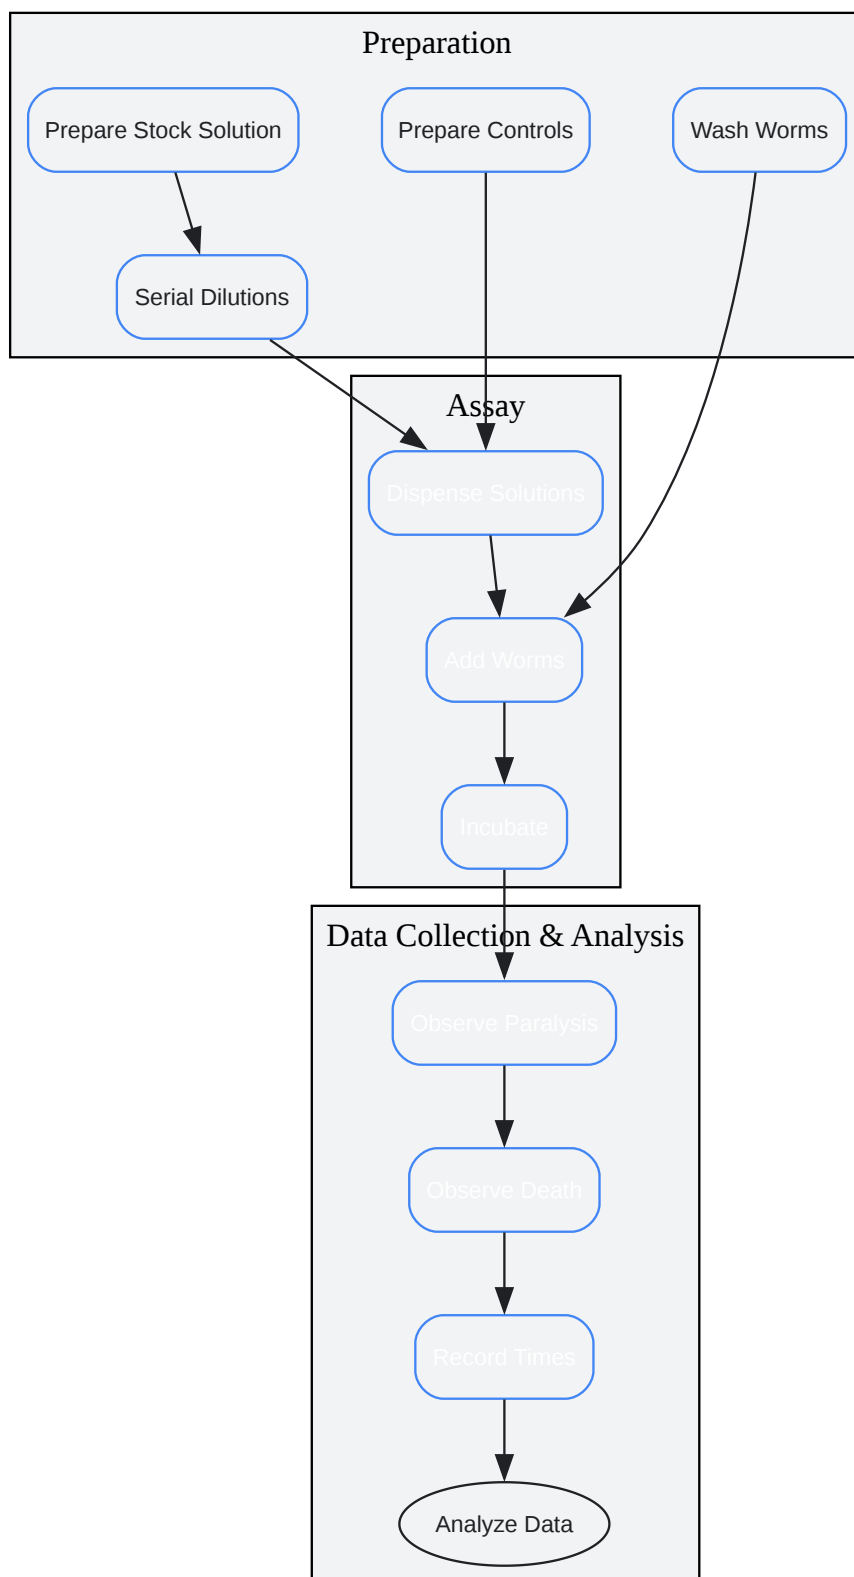 Preparation
Prepare Stock Solution
Prepare Controls
Wash Worms
Serial Dilutions
Assay
Dispense Solutions
Add Worms
Incubate
Data Collection & Analysis
Observe Paralysis
Observe Death
Record Times
Analyze Data